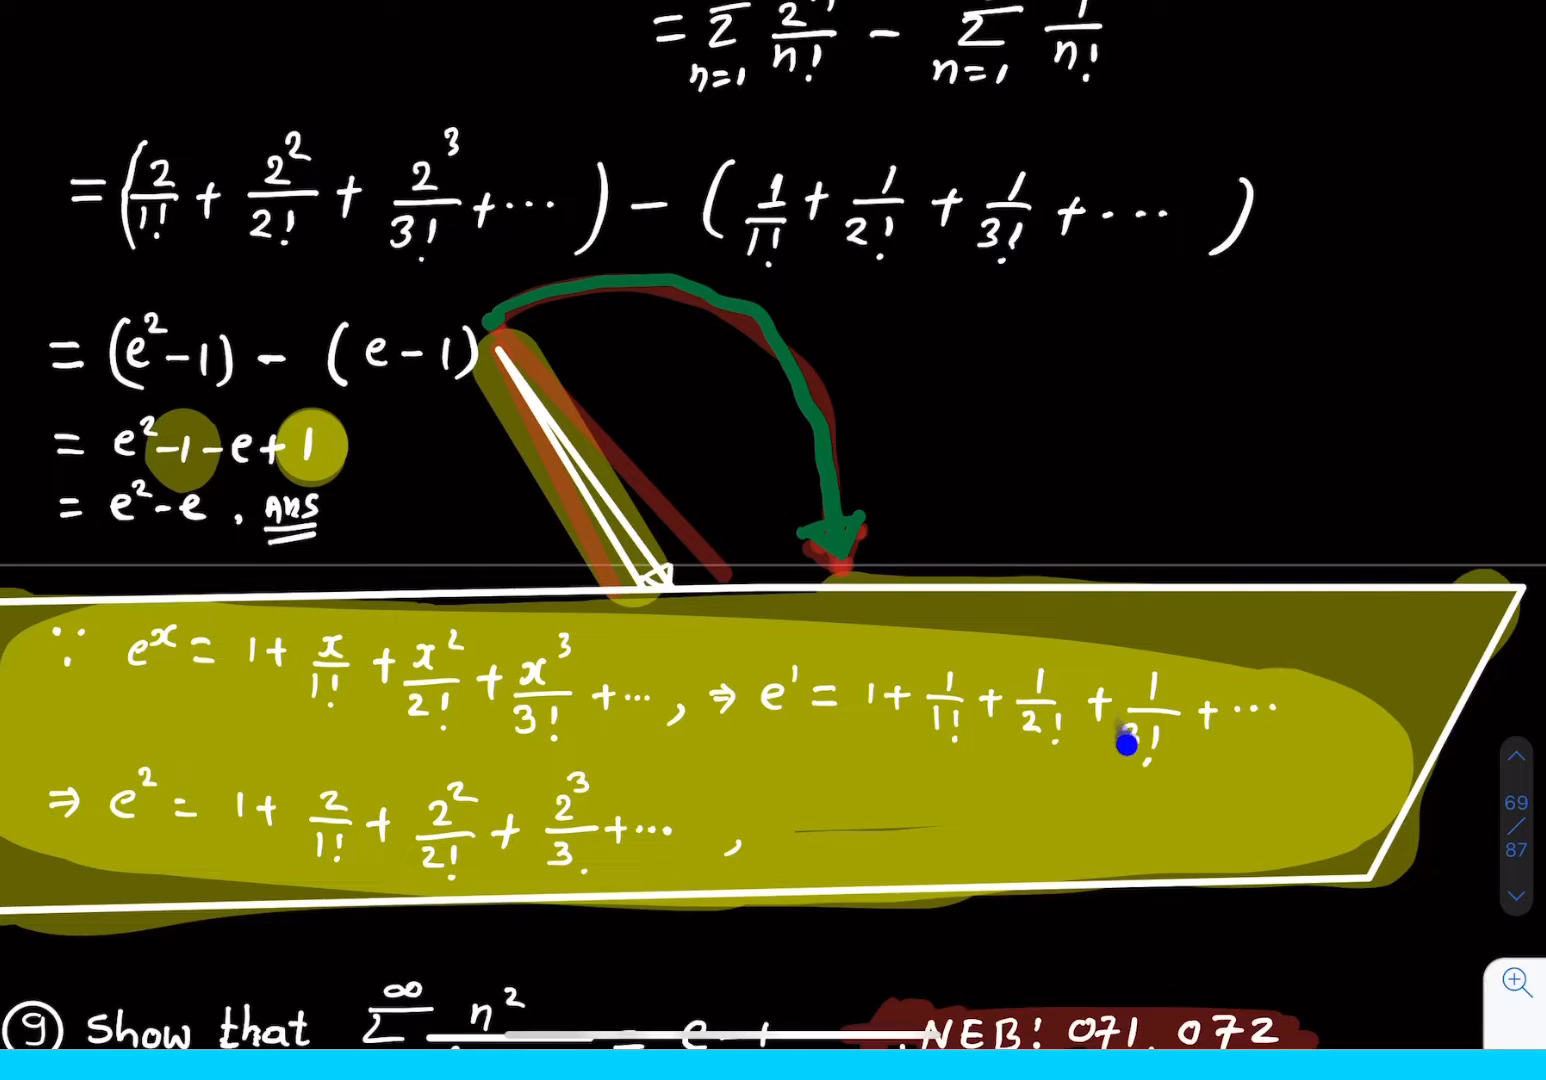 = Σ n=1 2^n/n! - Σ n=1 1/n!
= (2/1! + 2²/2! + 2³/3! + ... ) - ( 1/1! + 1/2! + 1/3! + ... )
= (e² - 1) - ( e - 1 )
= e² - 1 - e + 1
= e² - e , Ans
∵ e^x = 1 + x/1! + x²/2! + x³/3! + ... , ⇒ e¹ = 1 + 1/1! + 1/2! + 1/3! + ...
⇒ e² = 1 + 2/1! + 2²/2! + 2³/3! + ... ,
69
/
87
(9) Show that Σ ∞ n² = e - 1 . NEB: 071, 072